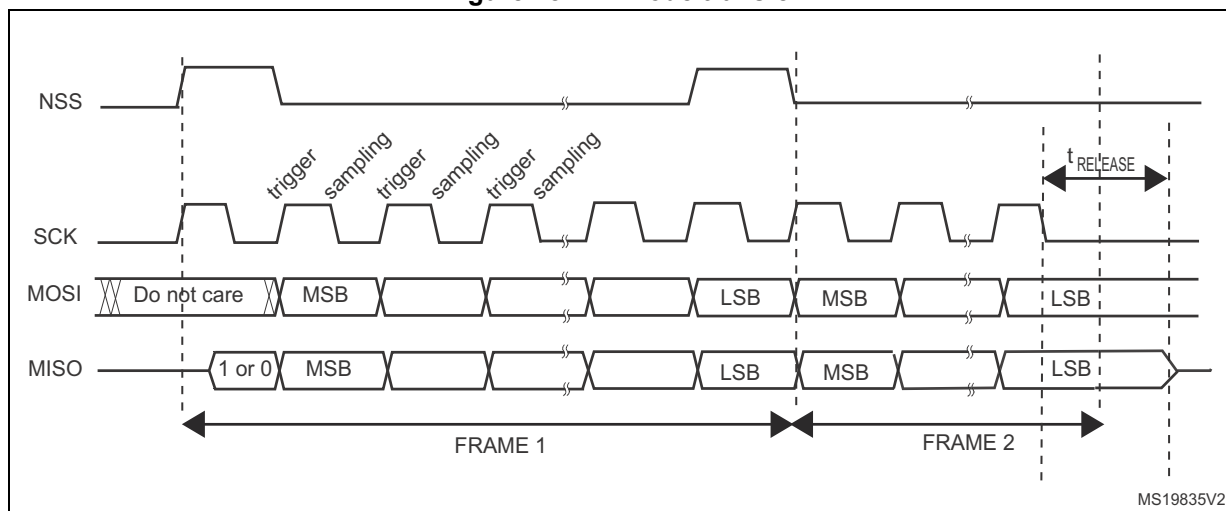 NSS
trigger
sampling
trigger
sampling
trigger
sampling
t RELEASE
SCK
MOSI Do not care MSB LSB MSB LSB
MISO 1 or 0 MSB LSB MSB LSB
FRAME 1 FRAME 2
MS19835V2